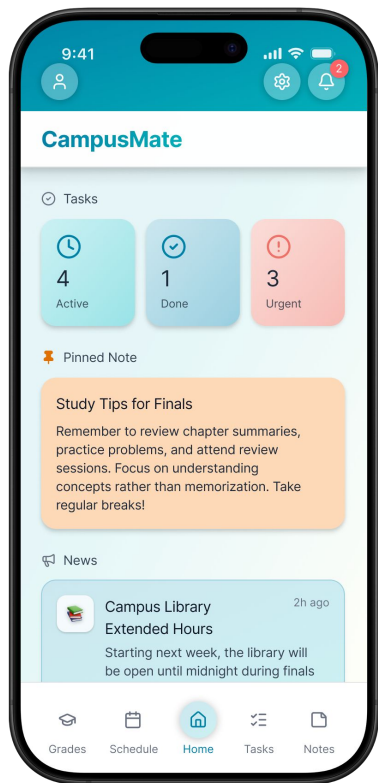 9:41
2
CampusMate
Tasks
4
Active
1
Done
3
Urgent
Pinned Note
Study Tips for Finals
Remember to review chapter summaries,
practice problems, and attend review
sessions. Focus on understanding
concepts rather than memorization. Take
regular breaks!
News
Campus Library
Extended Hours
2h ago
Starting next week, the library will
be open until midnight during finals
Grades
Schedule
Home
Tasks
Notes